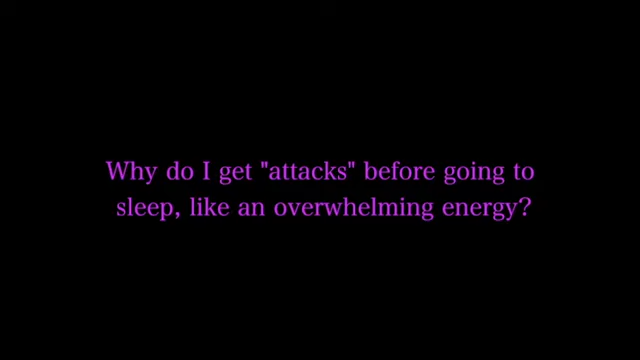 Why do I get "attacks" before going to
sleep, like an overwhelming energy?